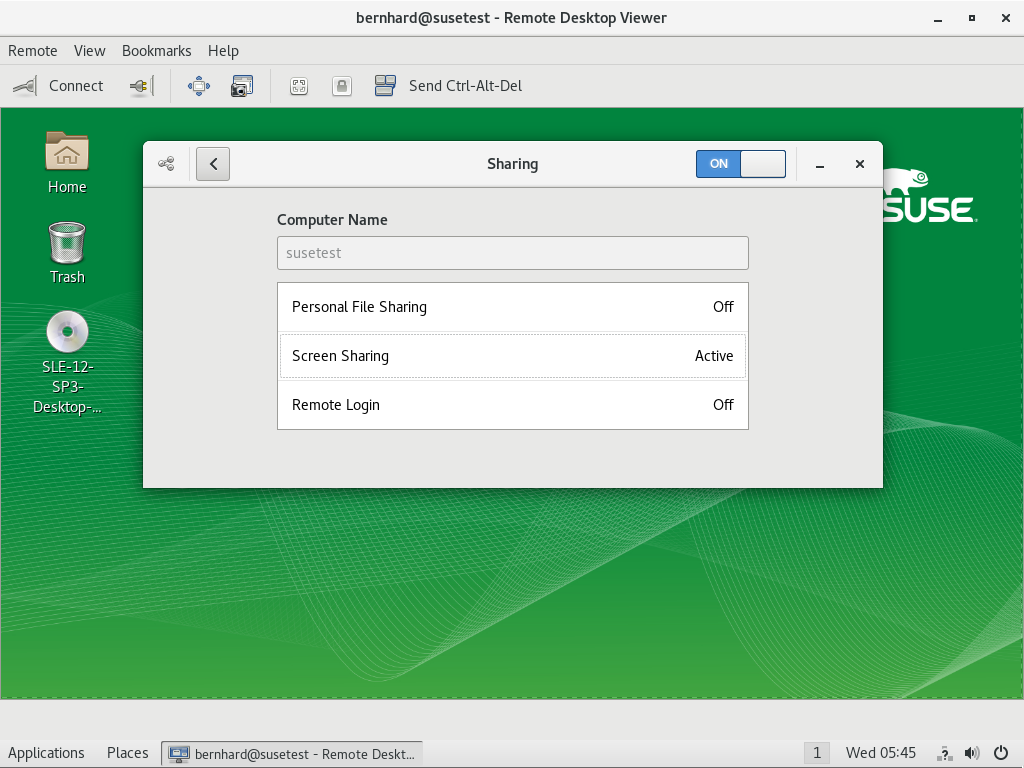 bernhard@susetest - Remote Desktop Viewer
Remote View Bookmarks Help
Connect Send Ctrl-Alt-Del
Sharing ON
Home
SUSE
Computer Name
susetest
Trash
Personal File Sharing Off
Screen Sharing Active
SLE-12-
SP3-
Desktop-...
Remote Login Off
Applications Places bernhard@susetest - Remote Deskt... 1 Wed 05:45